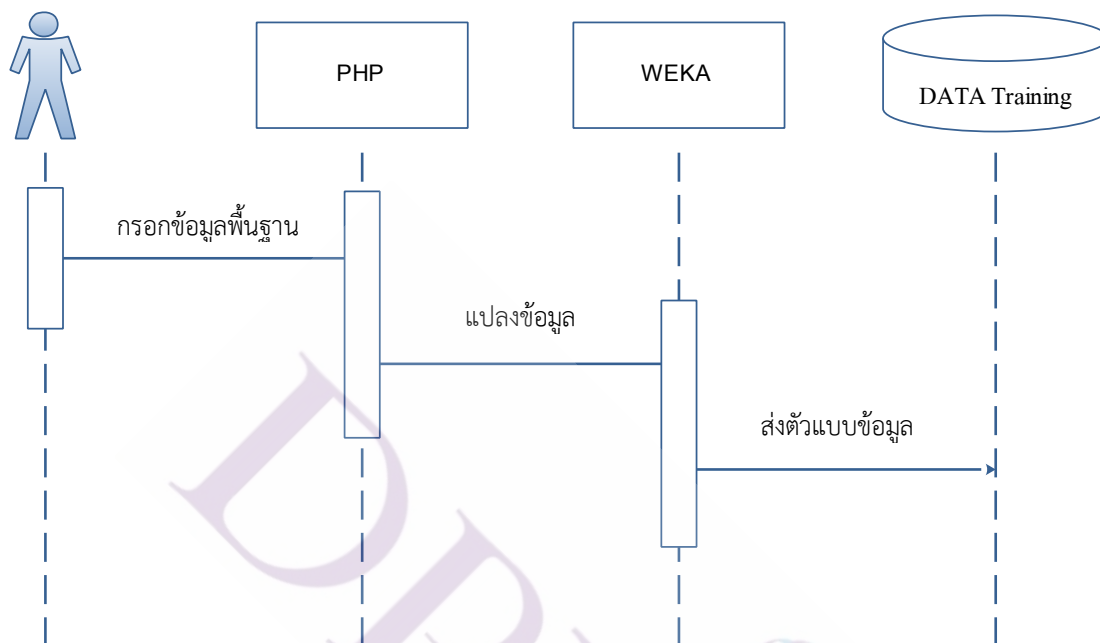 PHP
WEKA
DATA Training
กรอกข้อมูลพื้นฐาน
แปลงข้อมูล
ส่งตัวแบบข้อมูล